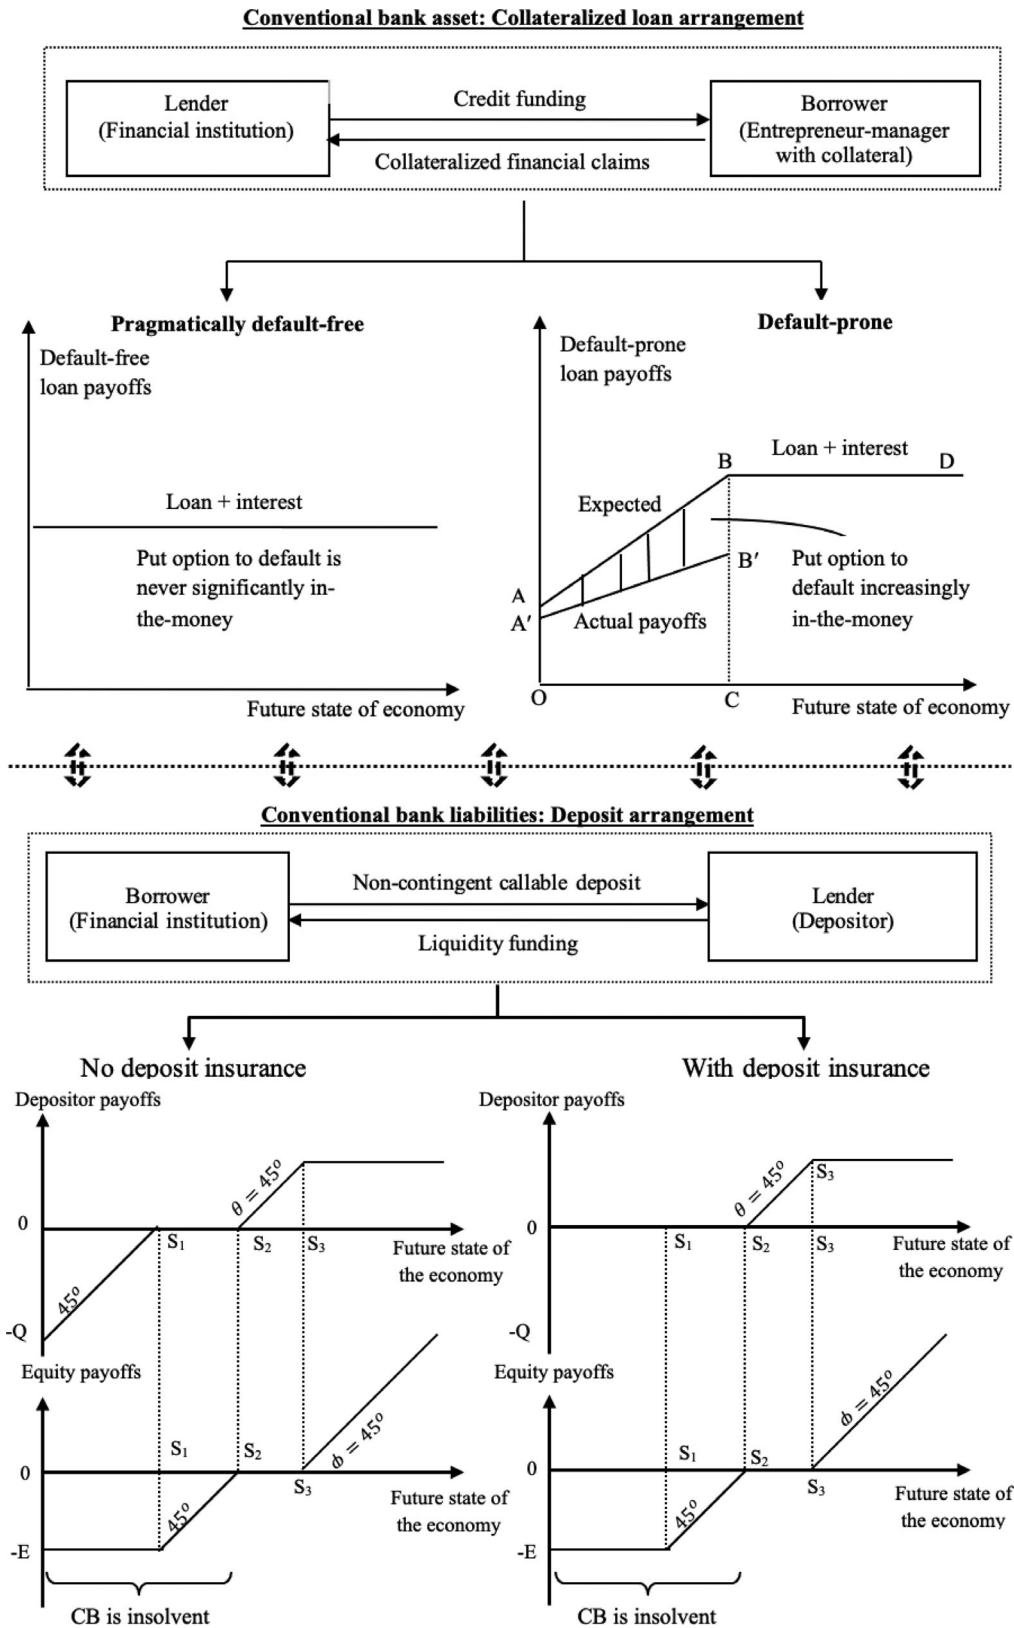 Conventional bank asset: Collateralized loan arrangement
Lender
(Financial institution)
Credit funding
Collateralized financial claims
Borrower
(Entrepreneur-manager
with collateral)
Pragmatically default-free
Default-free
loan payoffs
Loan + interest
Put option to default is
never significantly in-
the-money
Future state of economy
Default-prone
Default-prone
loan payoffs
Loan + interest
B
D
Expected
B′
A
A′
Actual payoffs
Put option to
default increasingly
in-the-money
O
C
Future state of economy
Conventional bank liabilities: Deposit arrangement
Borrower
(Financial institution)
Non-contingent callable deposit
Liquidity funding
Lender
(Depositor)
No deposit insurance
Depositor payoffs
θ = 45°
0
S1
S2
S3
Future state of
the economy
45°
-Q
Equity payoffs
ϕ = 45°
S1
S2
0
S3
Future state of
the economy
45°
-E
CB is insolvent
With deposit insurance
Depositor payoffs
θ = 45°
S3
0
S1
S2
S3
Future state of
the economy
-Q
Equity payoffs
ϕ = 45°
S1
S2
0
S3
Future state of
the economy
45°
-E
CB is insolvent